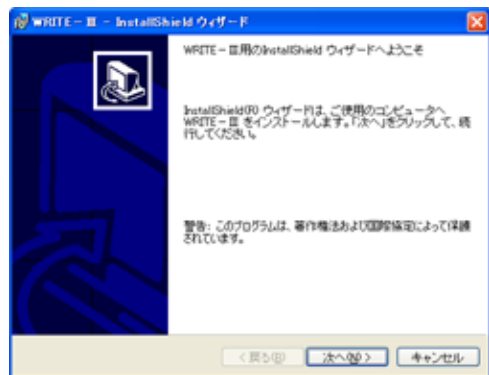 WRITE－Ⅲ － InstallShield ウィザード
WRITE－Ⅲ用のInstallShield ウィザードへようこそ
InstallShield(R) ウィザードは、ご使用のコンピュータへ
WRITE－Ⅲ をインストールします。「次へ」をクリックして、続
行してください。
警告: このプログラムは、著作権法および国際協定によって保護
されています。
< 戻る(B)
次へ(N) >
キャンセル